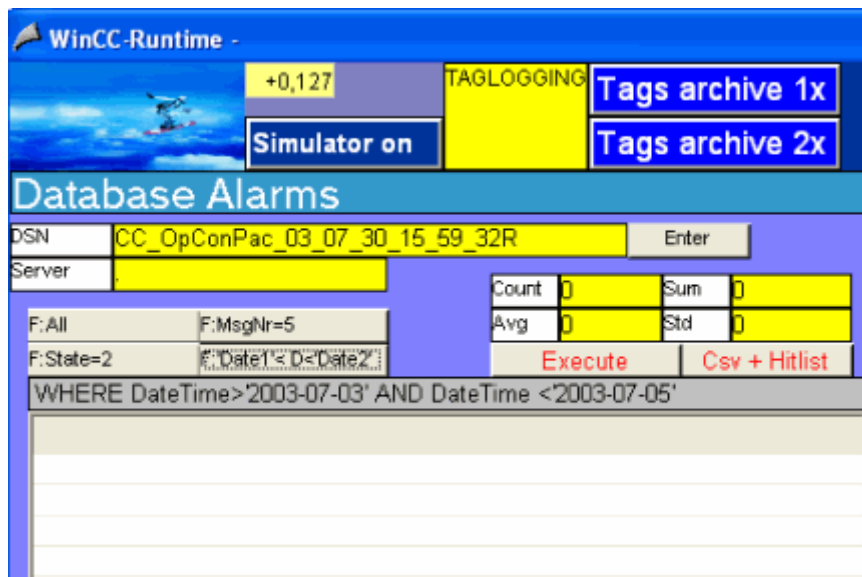 WinCC-Runtime -
+0,127
TAGLOGGING
Tags archive 1x
Simulator on
Tags archive 2x
Database Alarms
DSN CC_OpConPac_03_07_30_15_59_32R Enter
Server .
Count 0 Sum 0
F:All F:MsgNr=5
Avg 0 Std 0
F:State=2 F:'Date1'< D<'Date2'
Execute Csv + Hitlist
WHERE DateTime>'2003-07-03' AND DateTime <'2003-07-05'